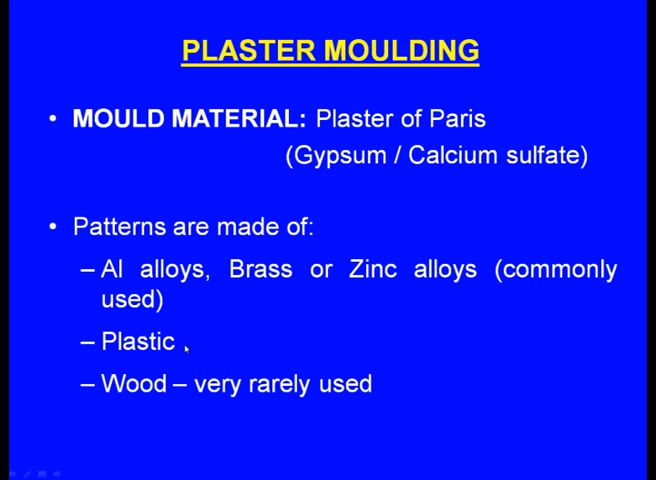 PLASTER MOULDING
• MOULD MATERIAL: Plaster of Paris
(Gypsum / Calcium sulfate)
• Patterns are made of:
– Al alloys, Brass or Zinc alloys (commonly
used)
– Plastic
– Wood – very rarely used